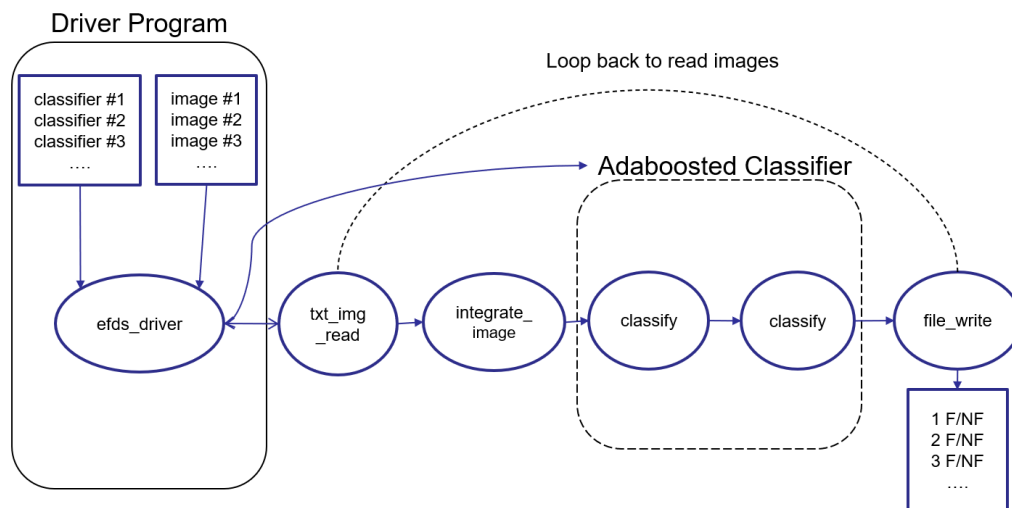 Driver Program
classifier #1
classifier #2
classifier #3
....
image #1
image #2
image #3
....
efds_driver
Loop back to read images
Adaboosted Classifier
txt_img
_read
integrate_
image
classify
classify
file_write
1 F/NF
2 F/NF
3 F/NF
....